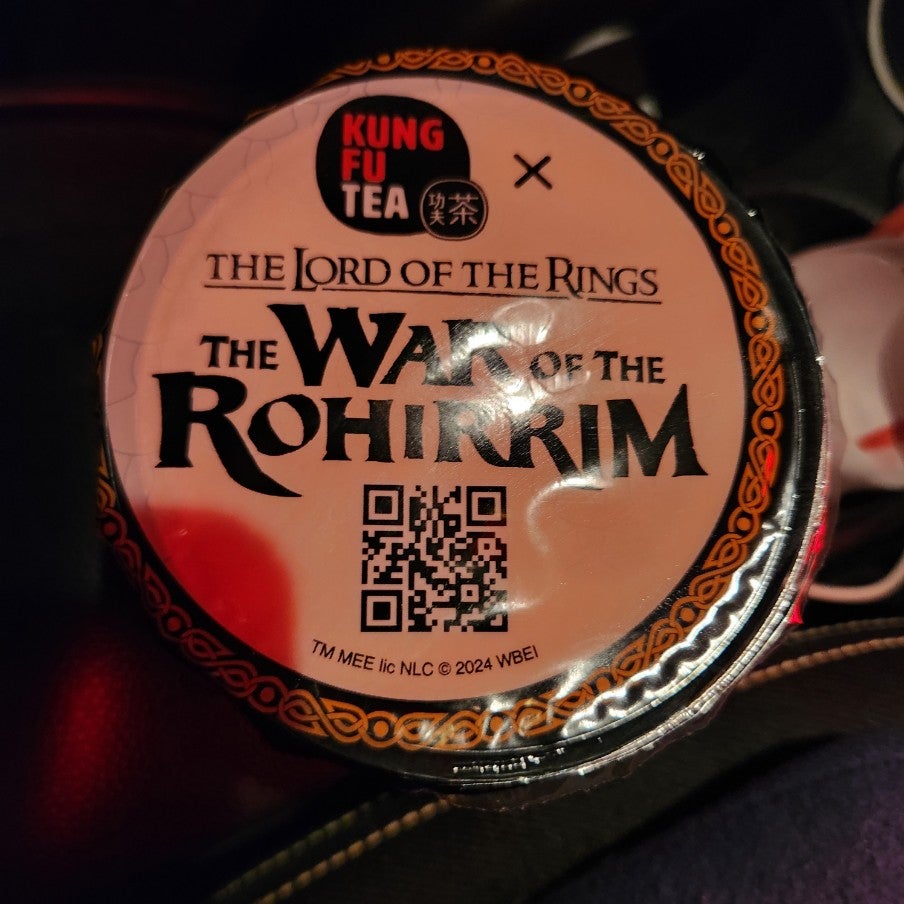 KUNG
FU
TEA
功夫茶
×
THE LORD OF THE RINGS
THE WAR OF THE
ROHIRRIM
TM MEE lic NLC © 2024 WBEI